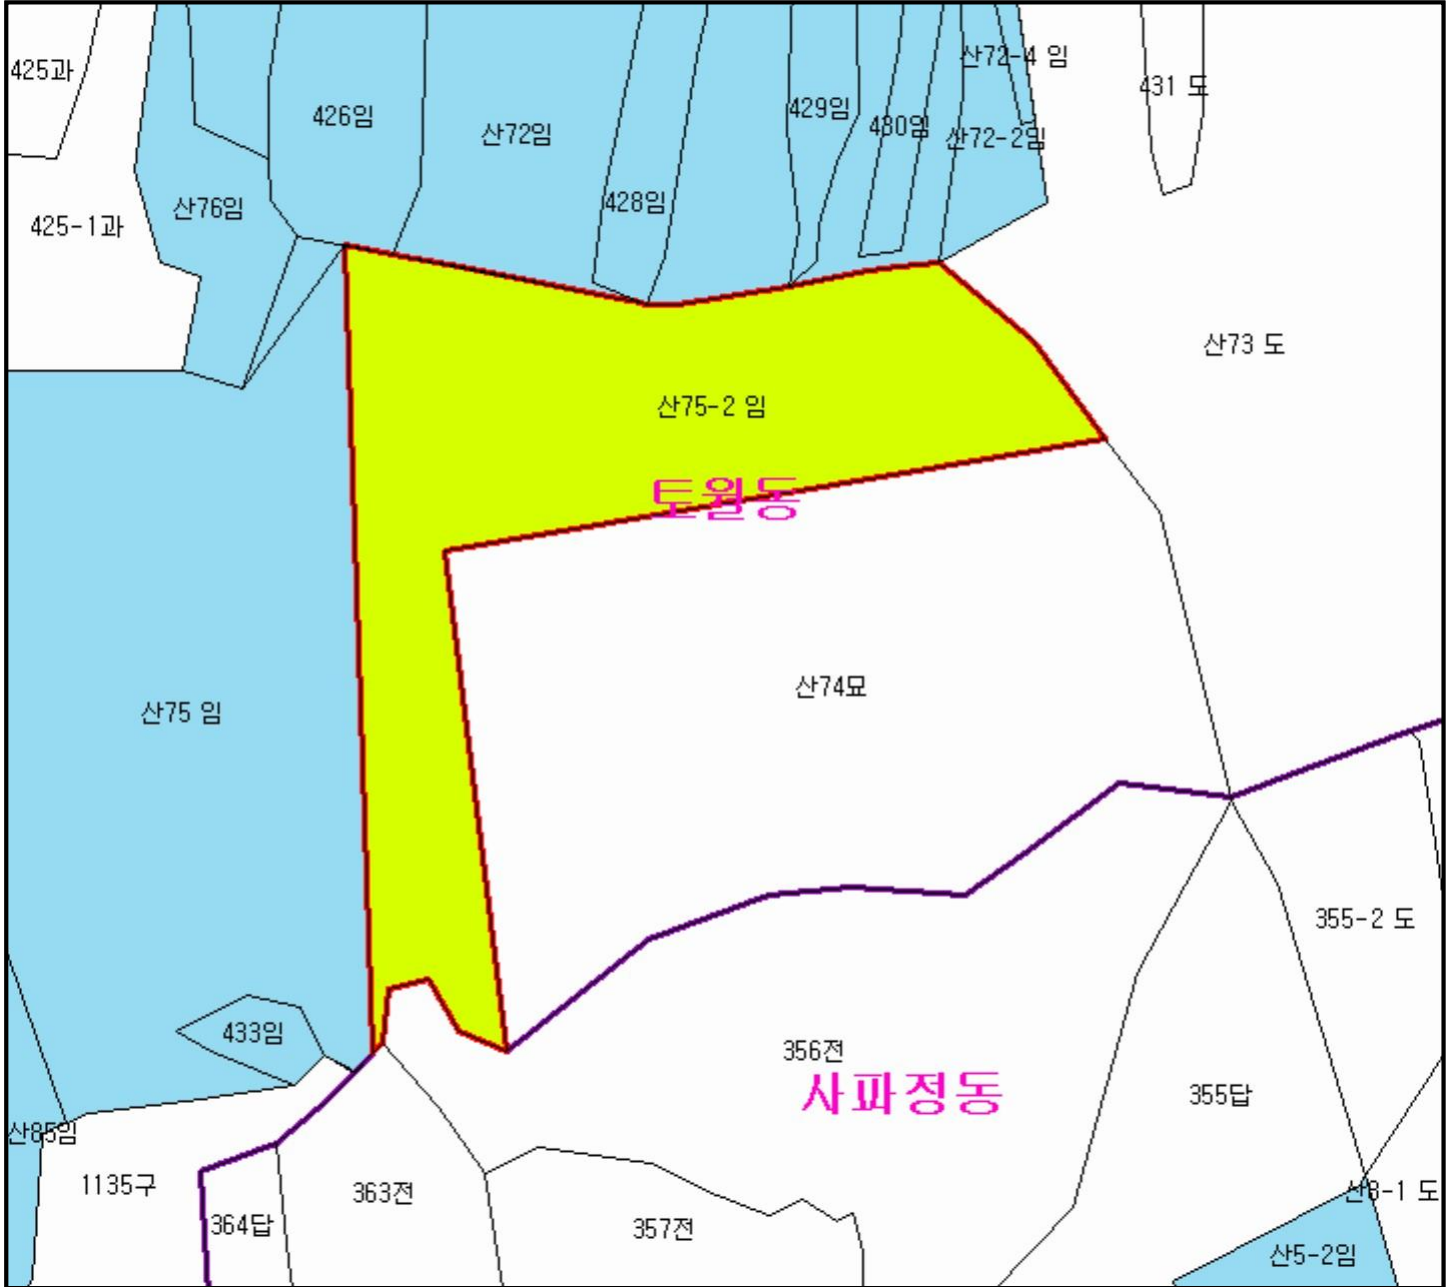 425과
산72-4 임
431 도
426임
산72임
429임
430임
산72-2임
428임
산76임
425-1과
산73 도
산75-2 임
토월동
산74묘
산75 임
355-2 도
433임
356전
사파정동
355답
산85임
1135구
363전
산8-1 도
364답
357전
산5-2임